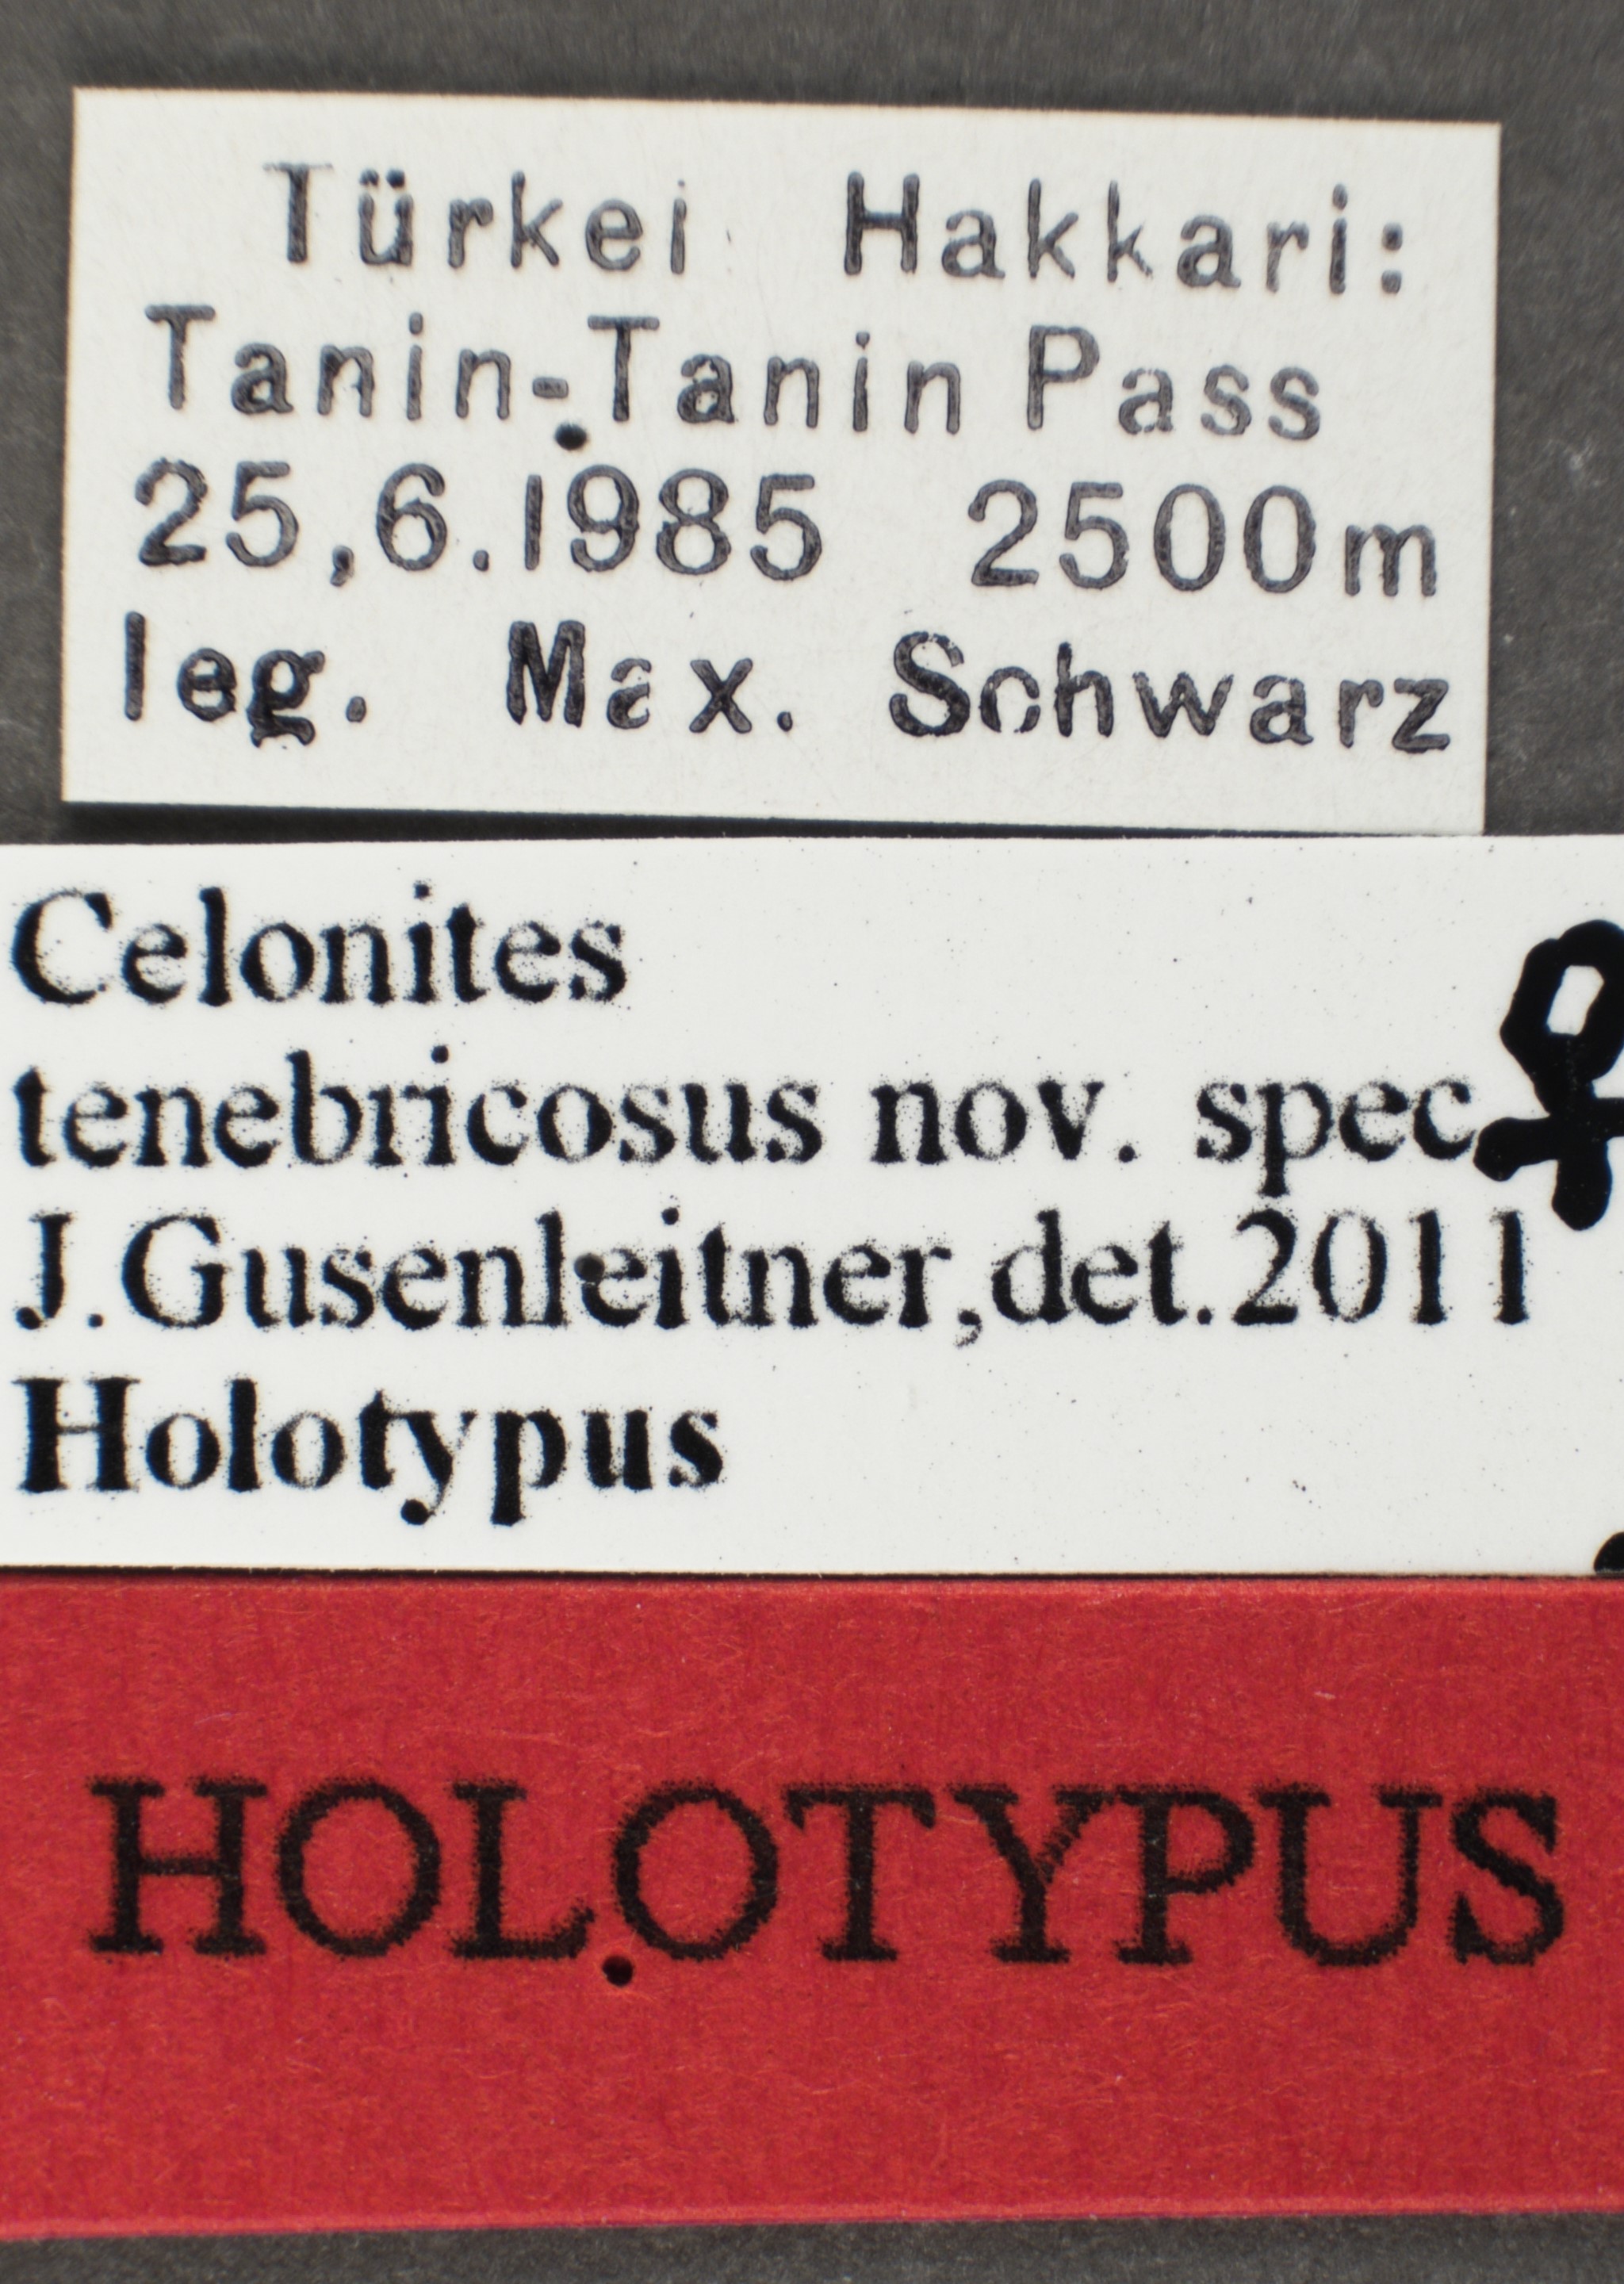 Türkei Hakkari:
Tanin-Tanin Pass
25,6.1985 2500m
leg. Max. Schwarz
Celonites
tenebricosus nov. spec ♀
J.Gusenleitner,det.2011
Holotypus
HOLOTYPUS